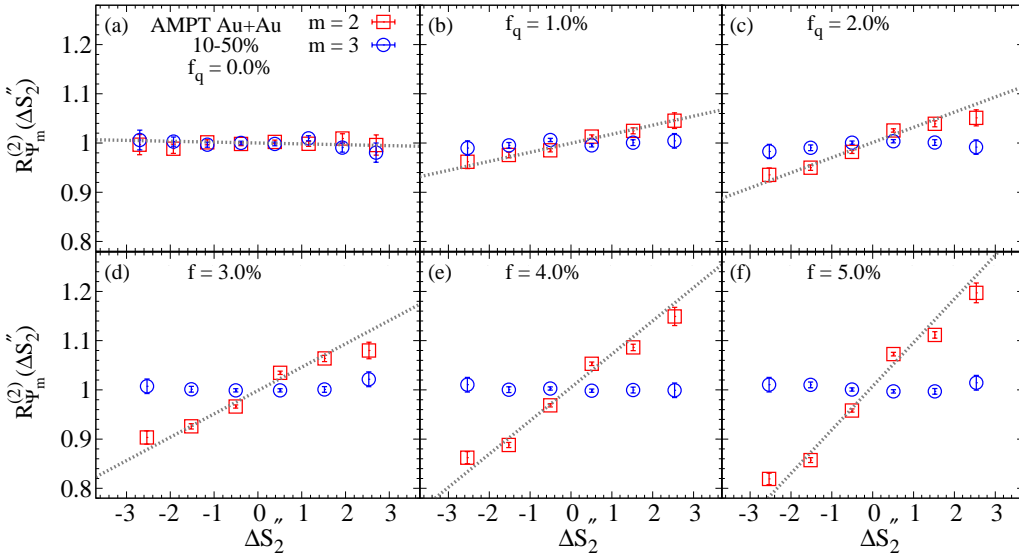 (a) AMPT Au+Au
10-50%
f_q = 0.0%
m = 2
m = 3
(b) f_q = 1.0%
(c) f_q = 2.0%
R^(2)_Ψm (ΔS″_2)
1.2
1.1
1
0.9
0.8
(d) f = 3.0%
(e) f = 4.0%
(f) f = 5.0%
R^(2)_Ψm (ΔS″_2)
1.2
1.1
1
0.9
0.8
-3 -2 -1 0 1 2 3
-3 -2 -1 0 1 2 3
-3 -2 -1 0 1 2 3
ΔS″_2
ΔS″_2
ΔS″_2